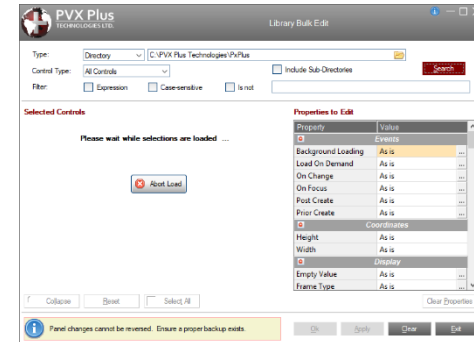 PVX Plus
TECHNOLOGIES LTD.
Library Bulk Edit
Type: Directory C:\PVX Plus Technologies\PxPlus
Control Type: All Controls Include Sub-Directories Search
Filter: Expression Case-sensitive Is not
Selected Controls
Please wait while selections are loaded ...
Abort Load
Properties to Edit
Property Value
Events
Background Loading As is ...
Load On Demand As is ...
On Change As is ...
On Focus As is ...
Post Create As is ...
Prior Create As is ...
Coordinates
Height As is
Width As is
Display
Empty Value As is ...
Frame Type As is ...
Collapse Reset Select All Clear Properties
Panel changes cannot be reversed. Ensure a proper backup exists. Ok Apply Clear Exit